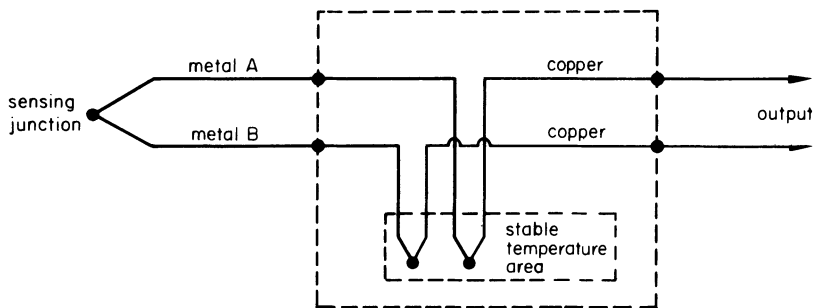 metal A
copper
sensing
junction
output
metal B
copper
stable
temperature
area